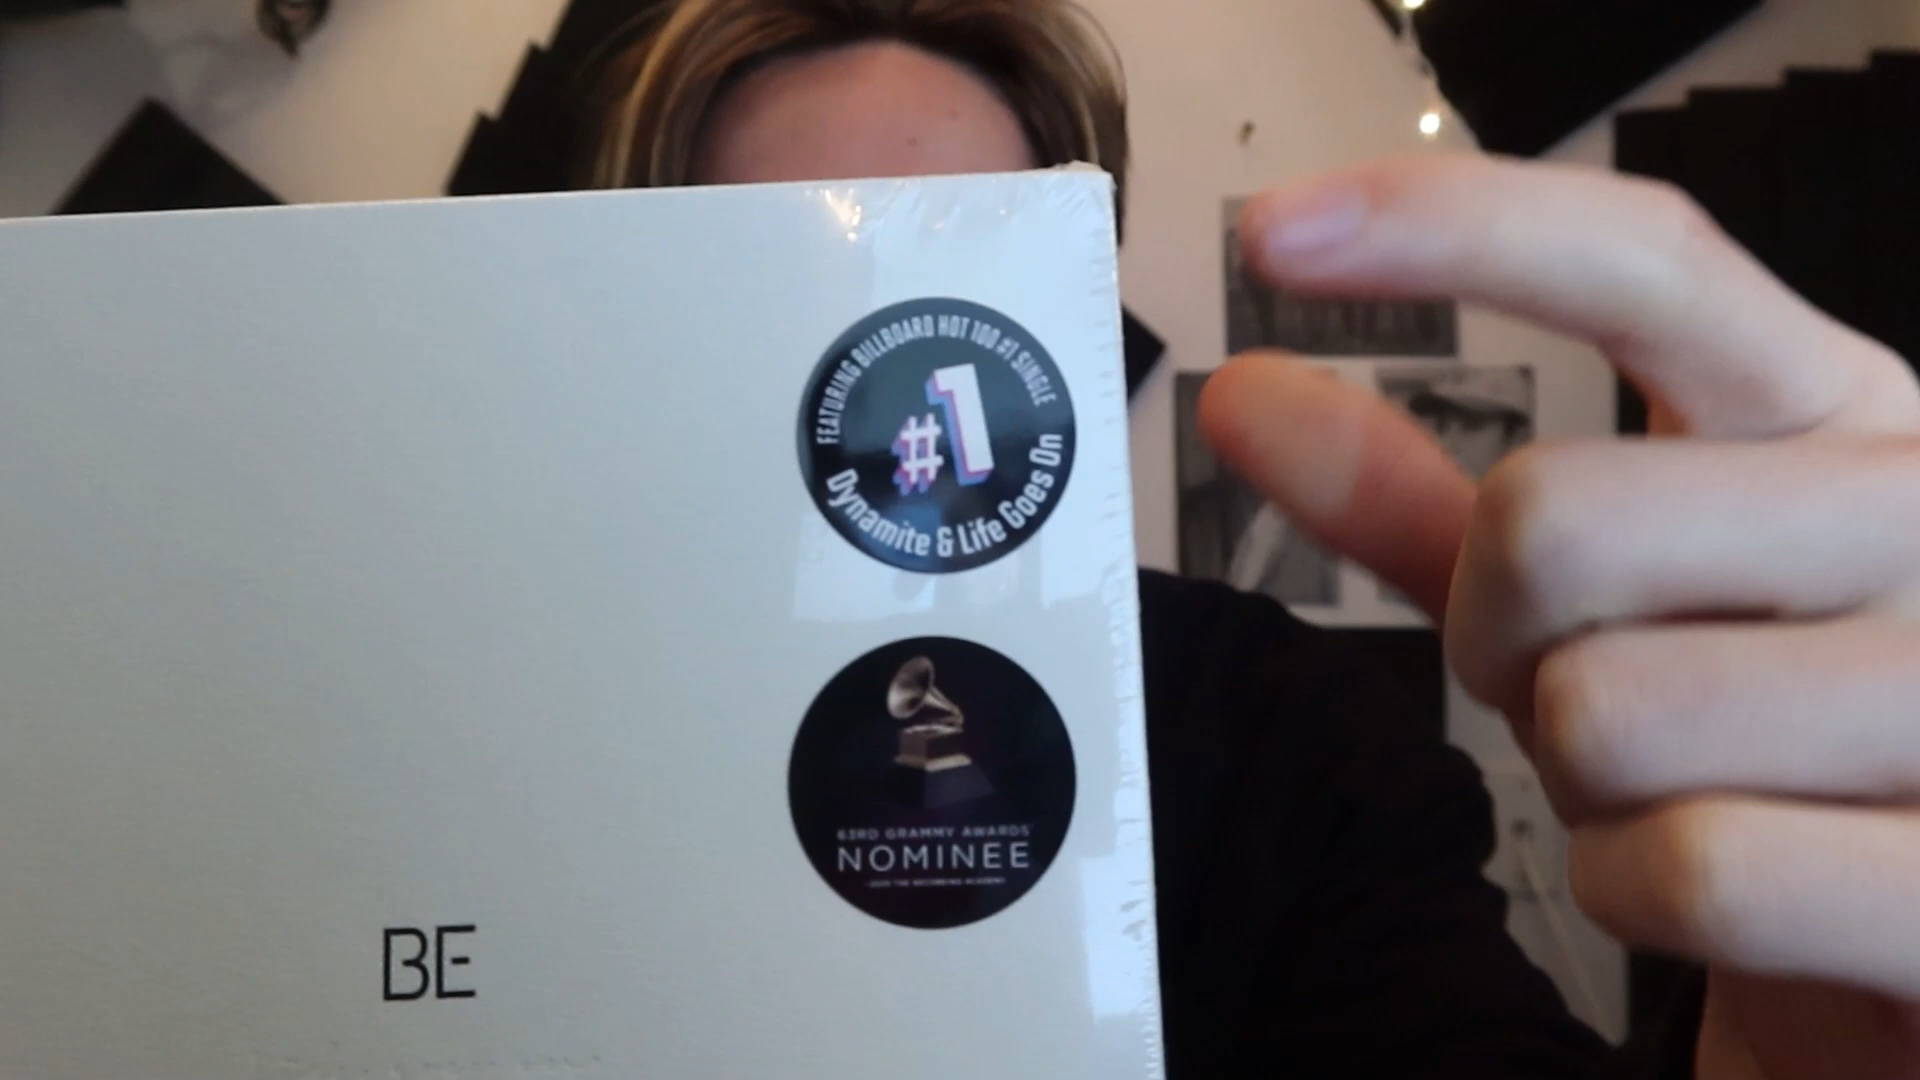 FEATURING BILLBOARD HOT 100 #1 SINGLE
#1
Dynamite & Life Goes On
63RD GRAMMY AWARDS
NOMINEE
BE